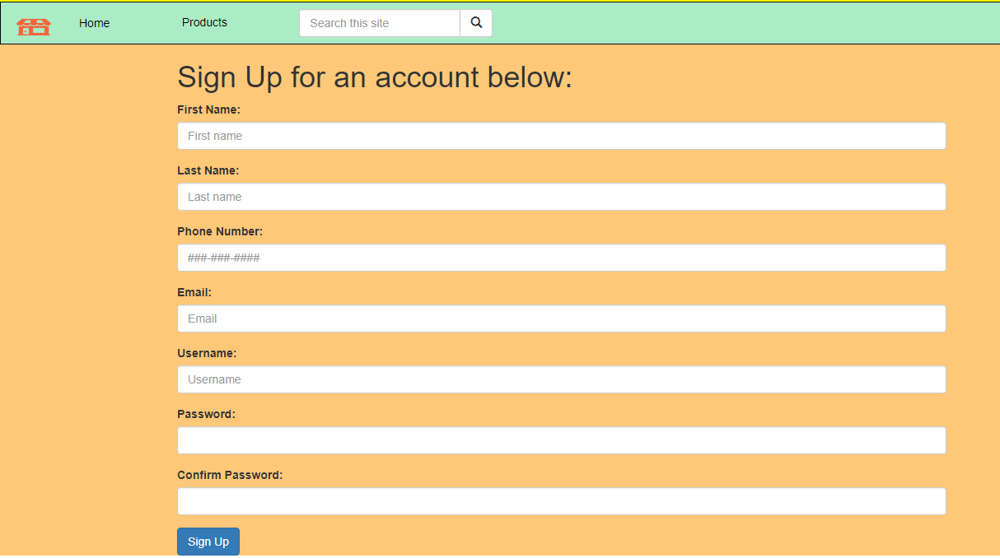 Home Products Search this site
Sign Up for an account below:
First Name:
First name
Last Name:
Last name
Phone Number:
###-###-####
Email:
Email
Username:
Username
Password:
Confirm Password:
Sign Up